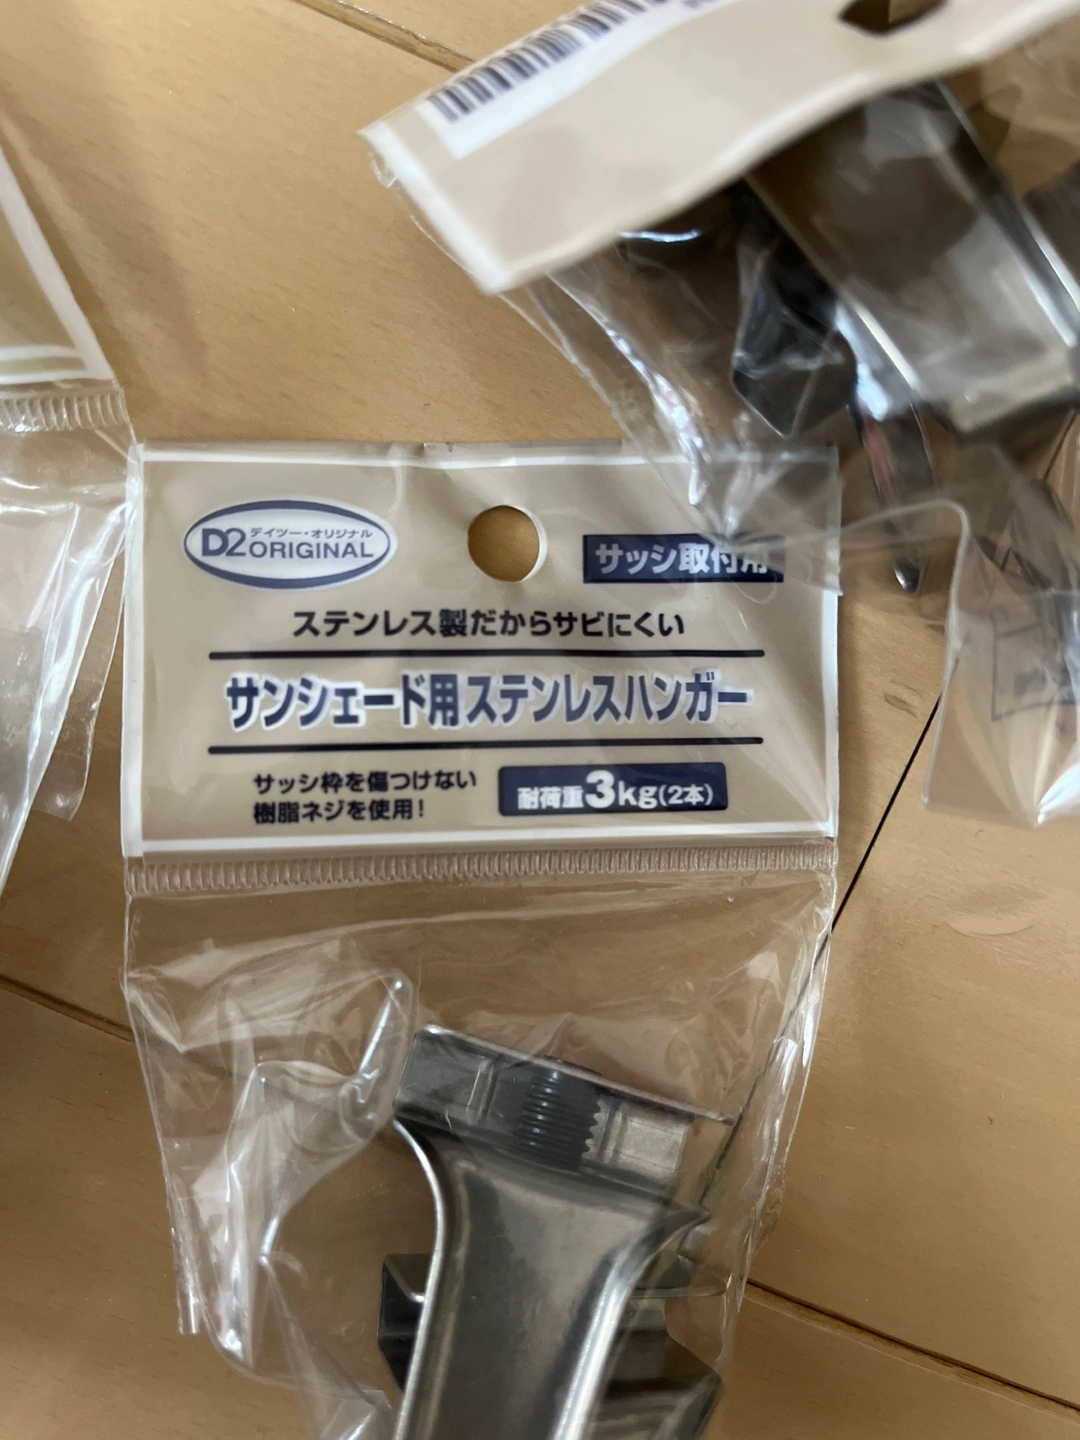 デイツー・オリジナル
D2 ORIGINAL
サッシ取付用
ステンレス製だからサビにくい
サンシェード用ステンレスハンガー
サッシ枠を傷つけない
樹脂ネジを使用!
耐荷重3kg(2本)